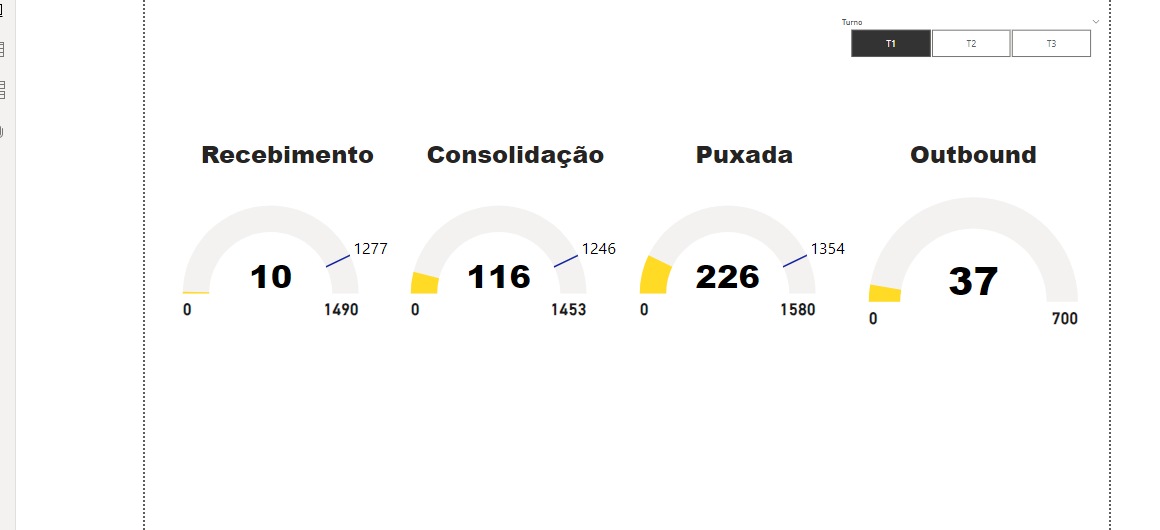 Turno
T1 T2 T3
Recebimento Consolidação Puxada Outbound
1277 1246 1354
10 116 226 37
0 1490 0 1453 0 1580 0 700